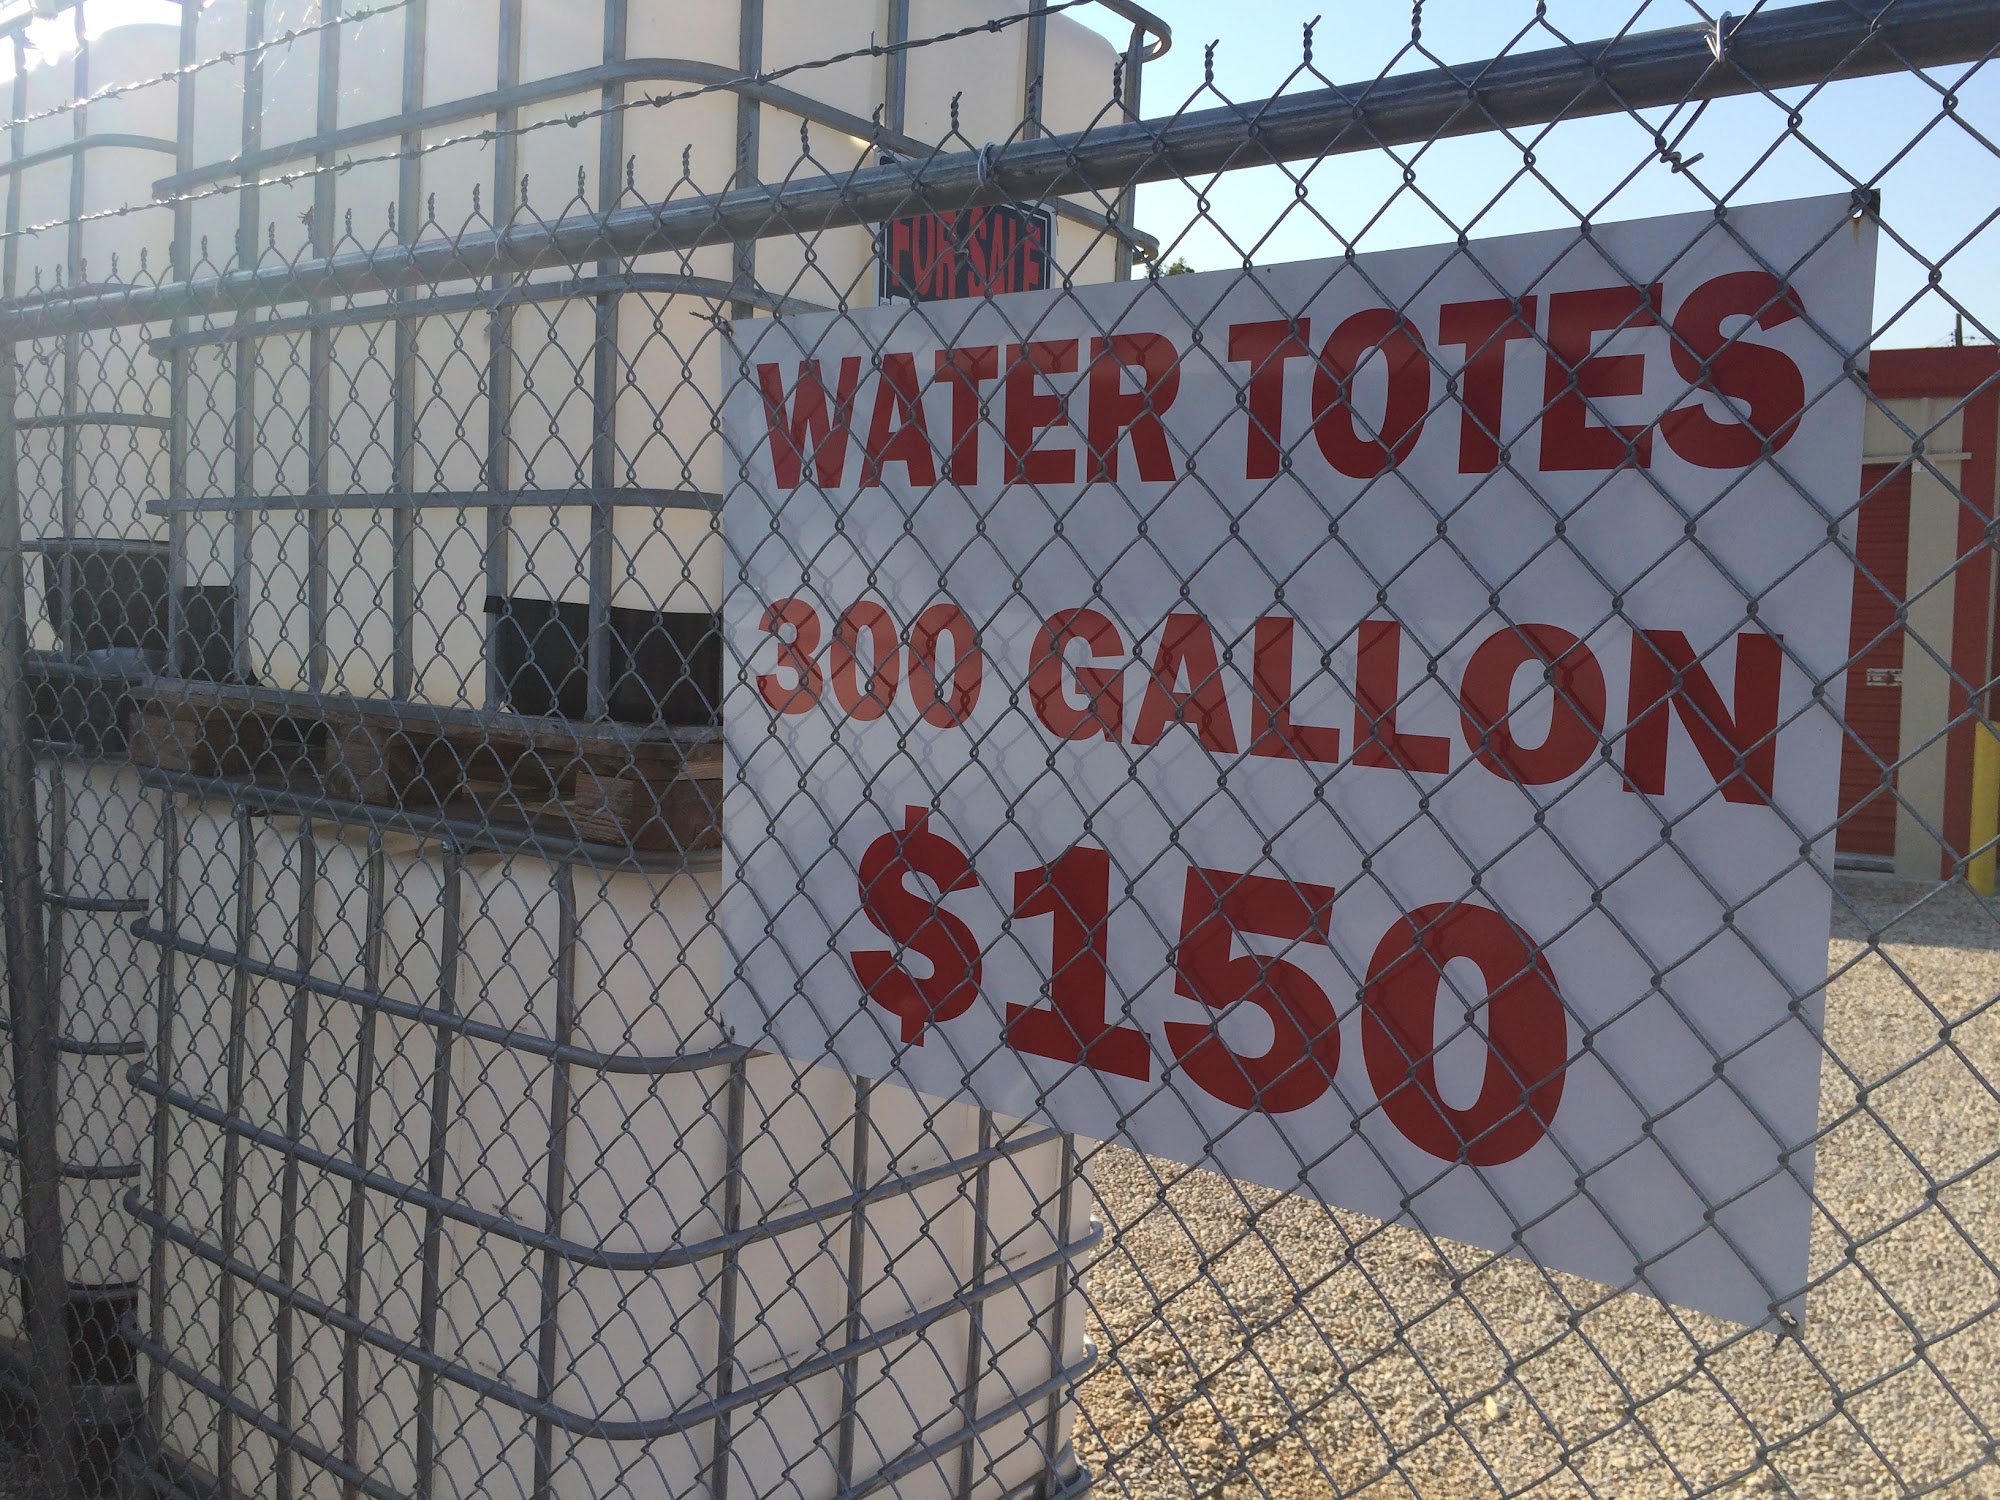 FOR SALE
WATER TOTES
300 GALLON
$150